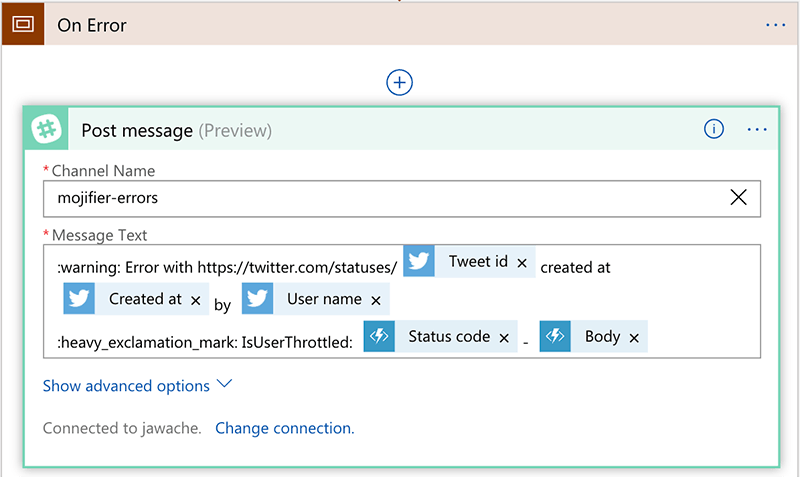 On Error
Post message (Preview)
*Channel Name
mojifier-errors
*Message Text
:warning: Error with https://twitter.com/statuses/ Tweet id × created at
Created at × by User name ×
:heavy_exclamation_mark: IsUserThrottled: Status code × - Body ×
Show advanced options
Connected to jawache. Change connection.